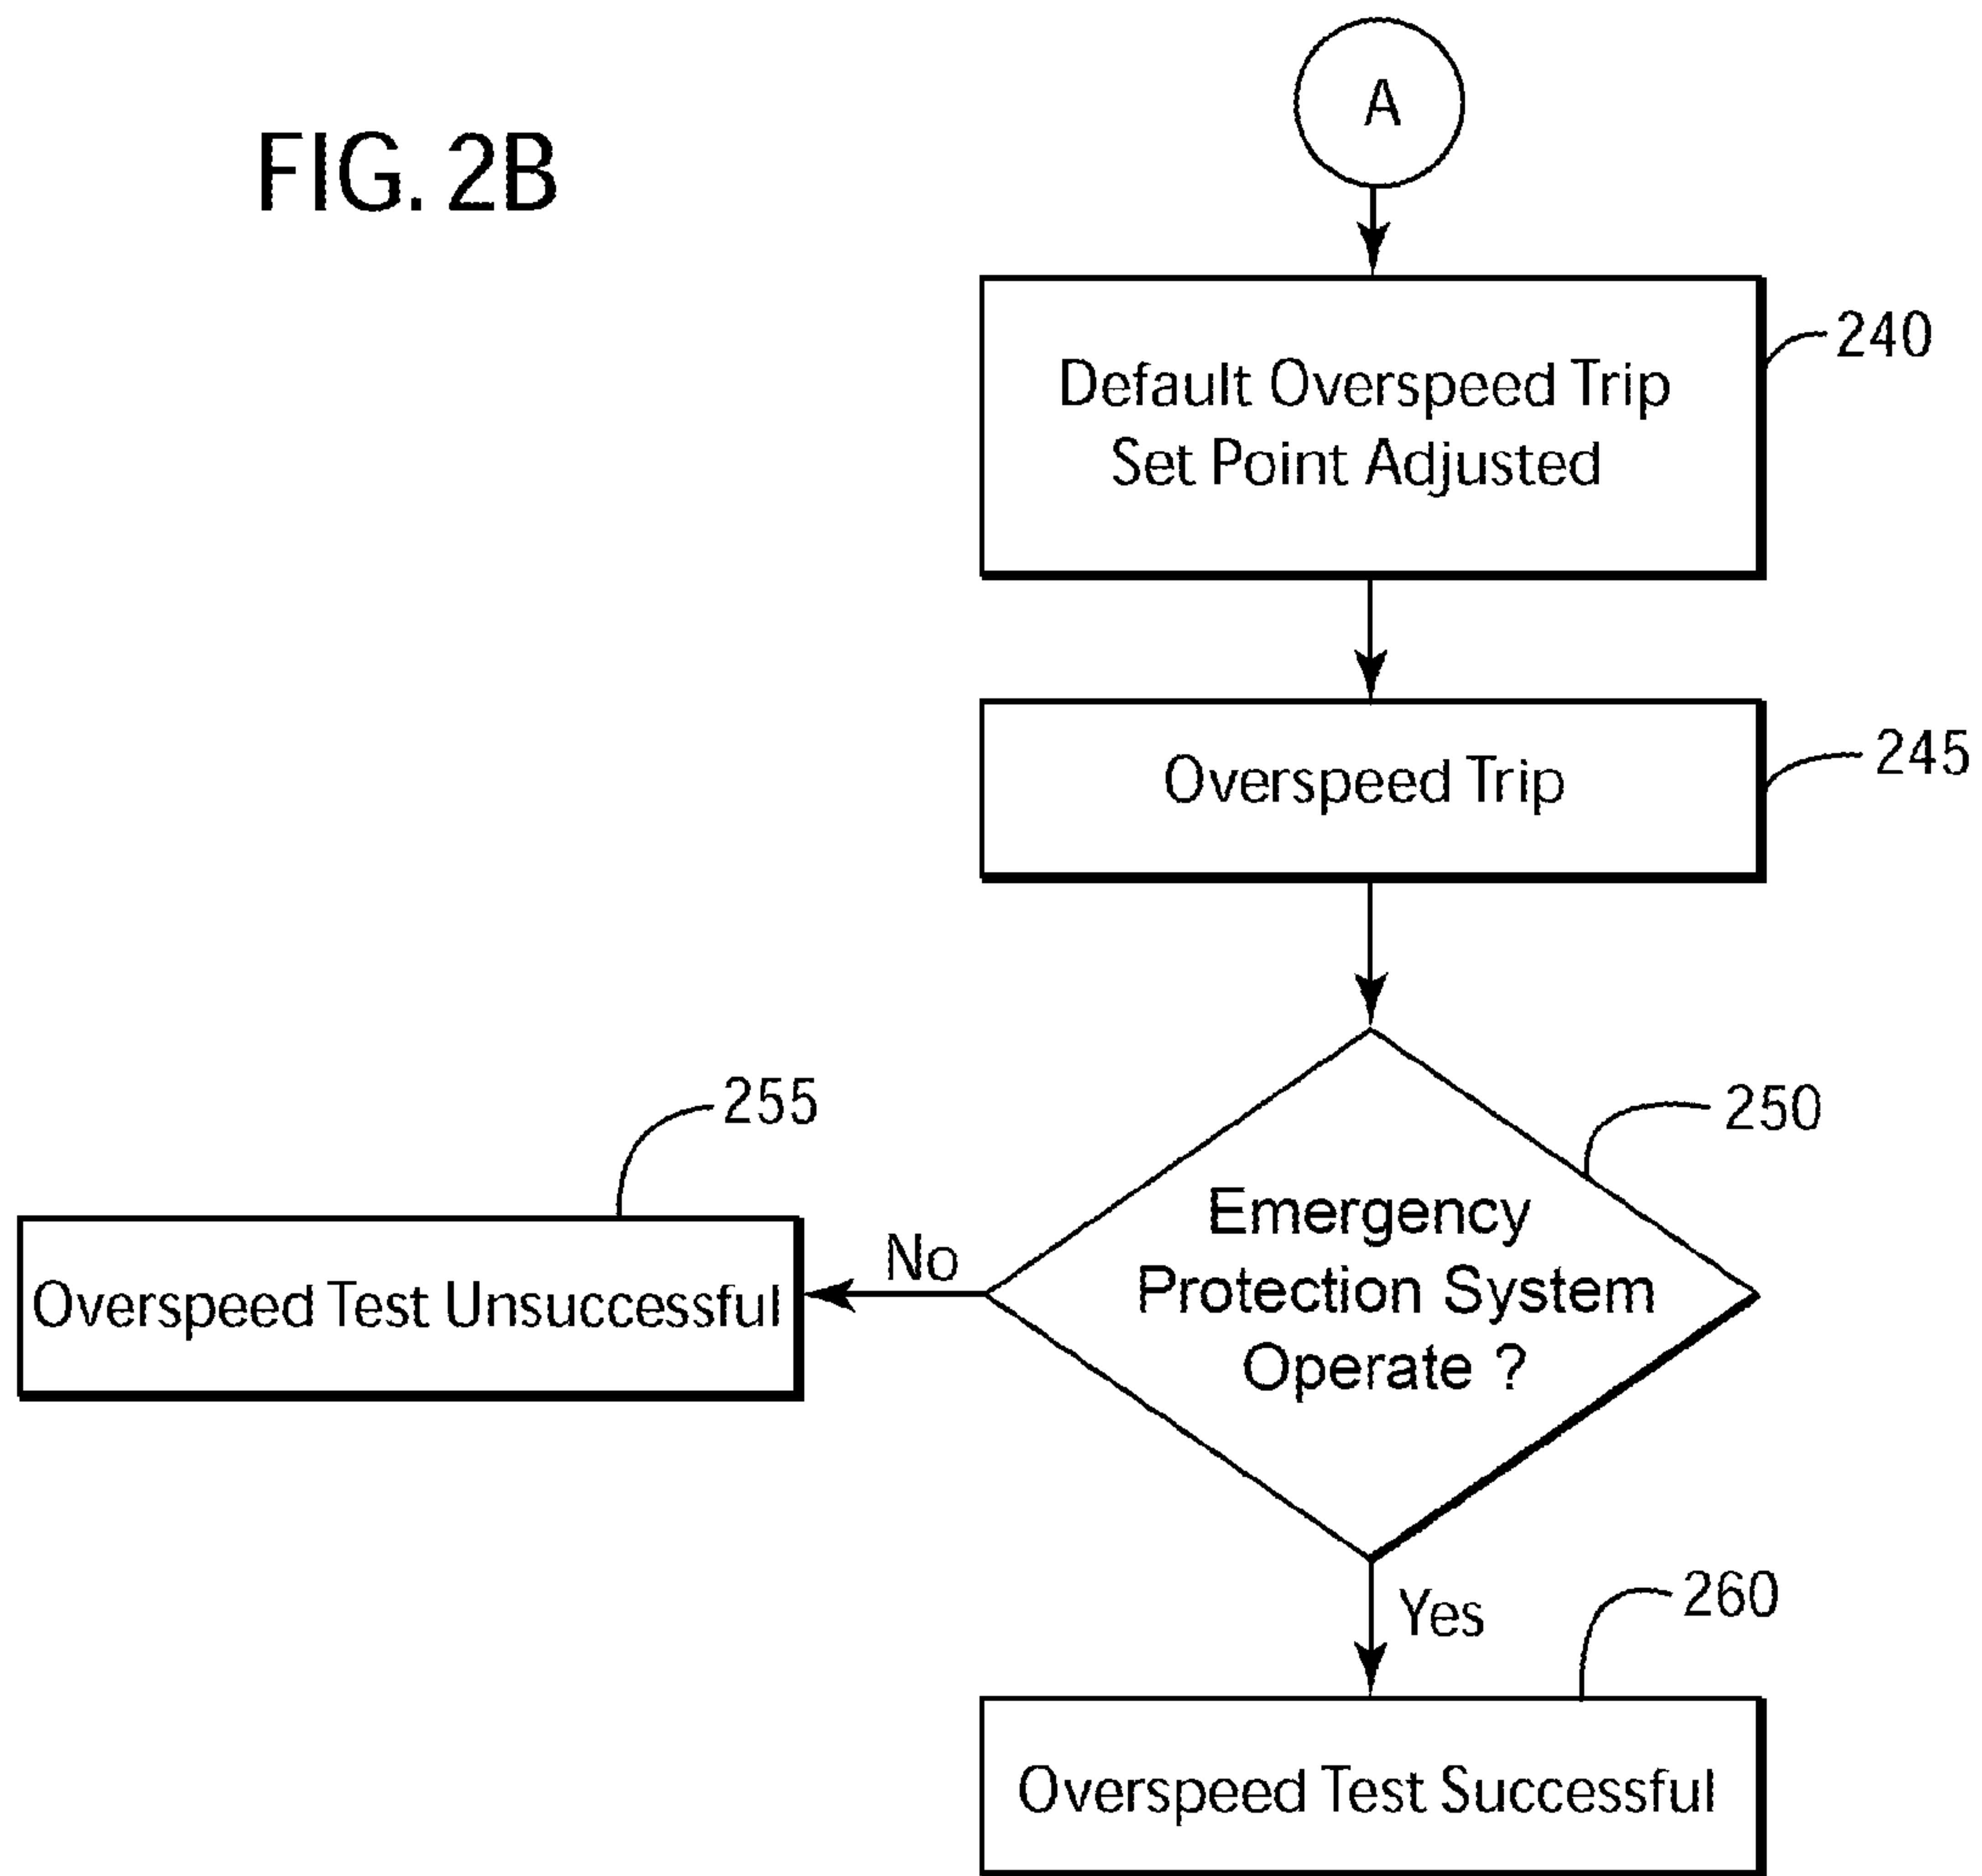 FIG. 2B
A
Default Overspeed Trip
Set Point Adjusted
240
Overspeed Trip
245
Emergency
Protection System
Operate ?
250
No
255
Overspeed Test Unsuccessful
Yes
260
Overspeed Test Successful